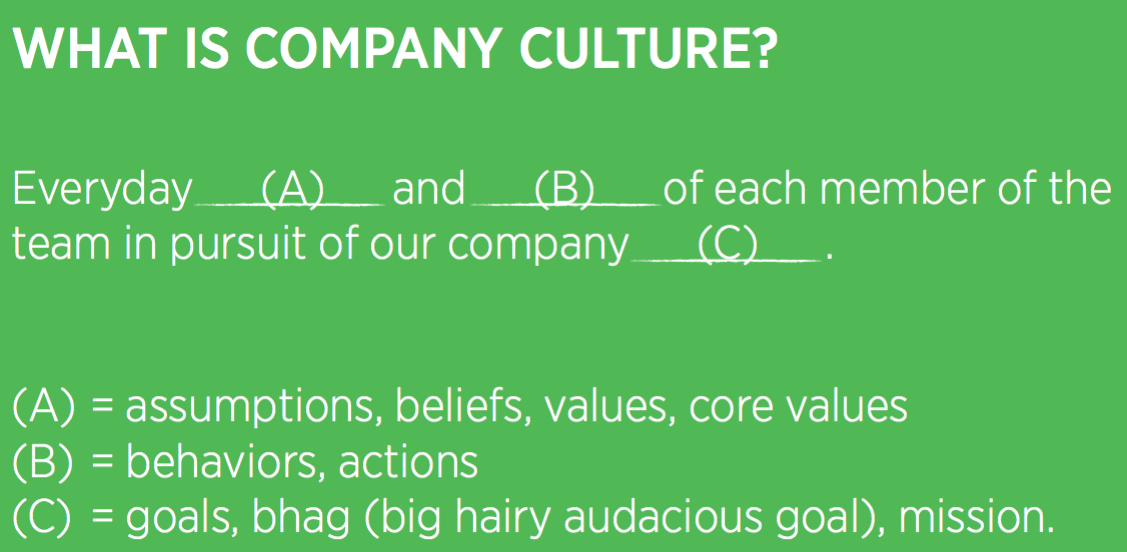 WHAT IS COMPANY CULTURE?
Everyday (A) and (B) of each member of the
team in pursuit of our company (C) .
(A) = assumptions, beliefs, values, core values
(B) = behaviors, actions
(C) = goals, bhag (big hairy audacious goal), mission.